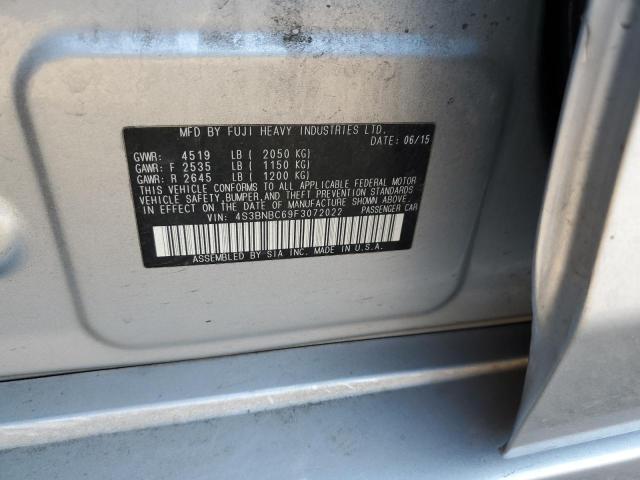 MFD BY FUJI HEAVY INDUSTRIES LTD.
DATE: 06/15
GVWR: 4519 LB ( 2050 KG)
GAWR: F 2535 LB ( 1150 KG)
GAWR: R 2645 LB ( 1200 KG)
THIS VEHICLE CONFORMS TO ALL APPLICABLE FEDERAL MOTOR
VEHICLE SAFETY, BUMPER, AND THEFT PREVENTION STANDARDS
IN EFFECT ON THE DATE OF MANUFACTURE SHOWN ABOVE.
VIN: 4S3BNBC69F3072022 PASSENGER CAR
ASSEMBLED BY SIA INC. MADE IN U.S.A.